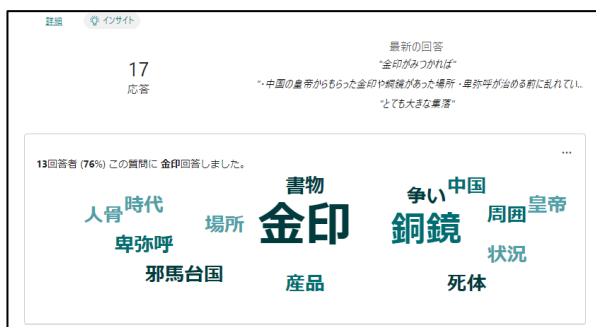 詳細 インサイト
最新の回答
17
応答
"金印がみつかれば"
"・中国の皇帝からもらった金印や銅鏡があった場所・卑弥呼が治める前に乱れてい…
"とても大きな集落"
...
13回答者 (76%) この質問に 金印回答しました。
書物 争い 中国
人骨 時代 場所 金印 銅鏡 周囲 皇帝
卑弥呼 状況
邪馬台国 産品 死体